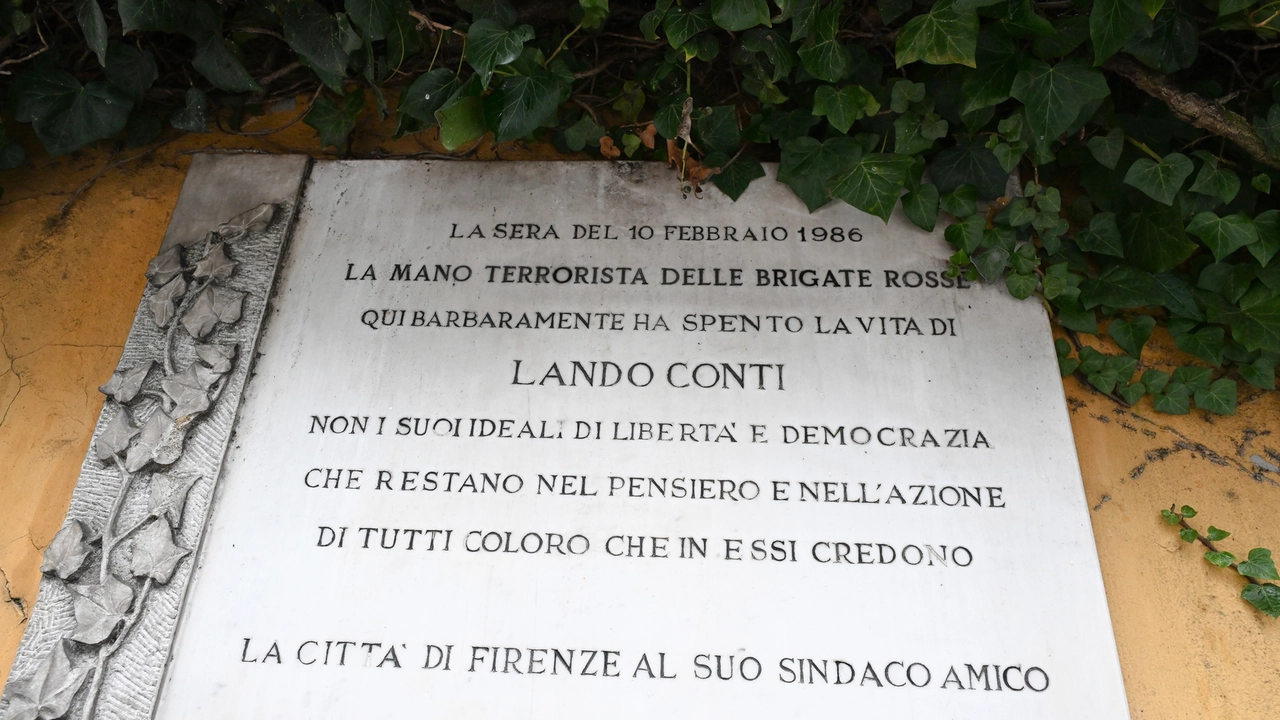 LA SERA DEL 10 FEBBRAIO 1986
LA MANO TERRORISTA DELLE BRIGATE ROSSE
QUI BARBARAMENTE HA SPENTO LA VITA DI
LANDO CONTI
NON I SUOI IDEALI DI LIBERTA' E DEMOCRAZIA
CHE RESTANO NEL PENSIERO E NELL'AZIONE
DI TUTTI COLORO CHE IN ESSI CREDONO
LA CITTA' DI FIRENZE AL SUO SINDACO AMICO